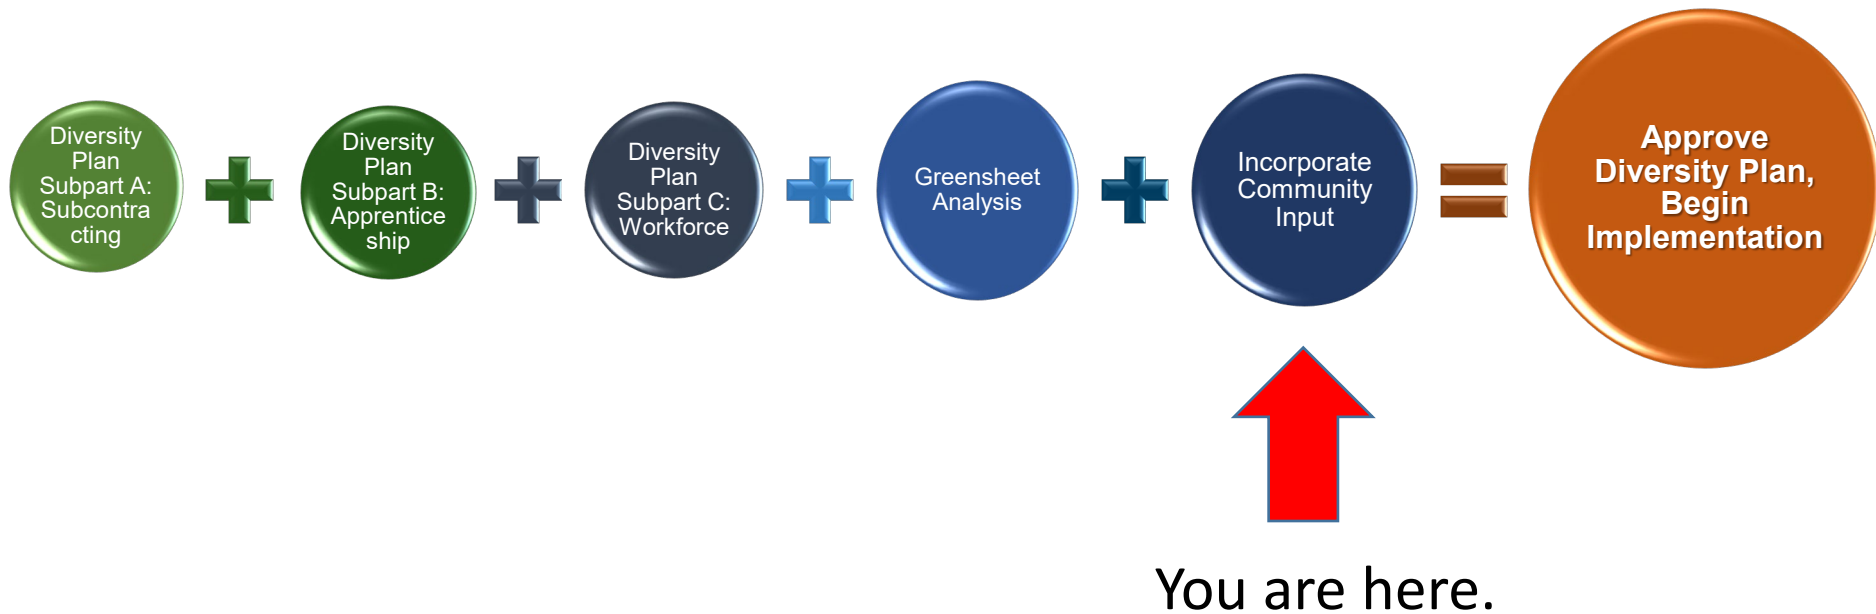 Diversity
Plan
Subpart A:
Subcontra
cting
Diversity
Plan
Subpart B:
Apprentice
ship
Diversity
Plan
Subpart C:
Workforce
Greensheet
Analysis
Incorporate
Community
Input
Approve
Diversity Plan,
Begin
Implementation
You are here.